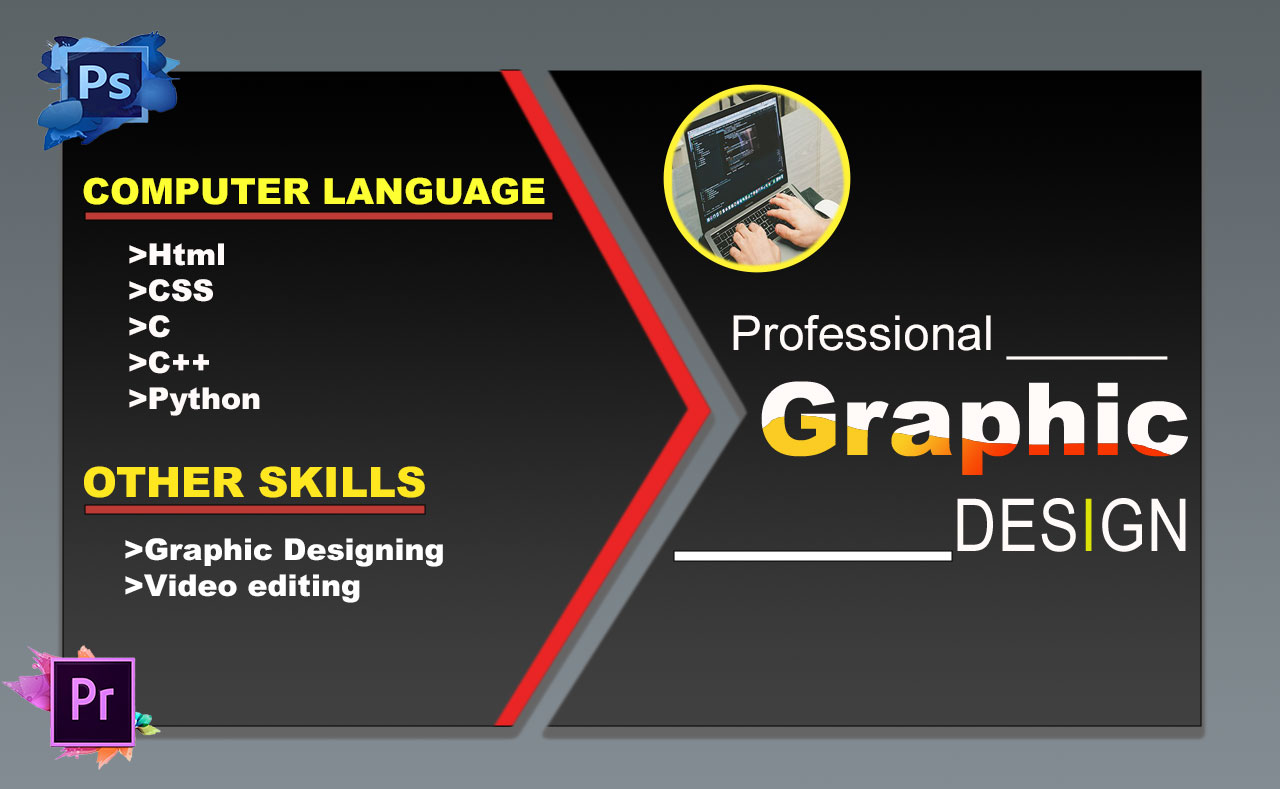 Ps
COMPUTER LANGUAGE
>Html
>CSS
>C
>C++
>Python
OTHER SKILLS
>Graphic Designing
>Video editing
Pr
Professional
Graphic
DESIGN